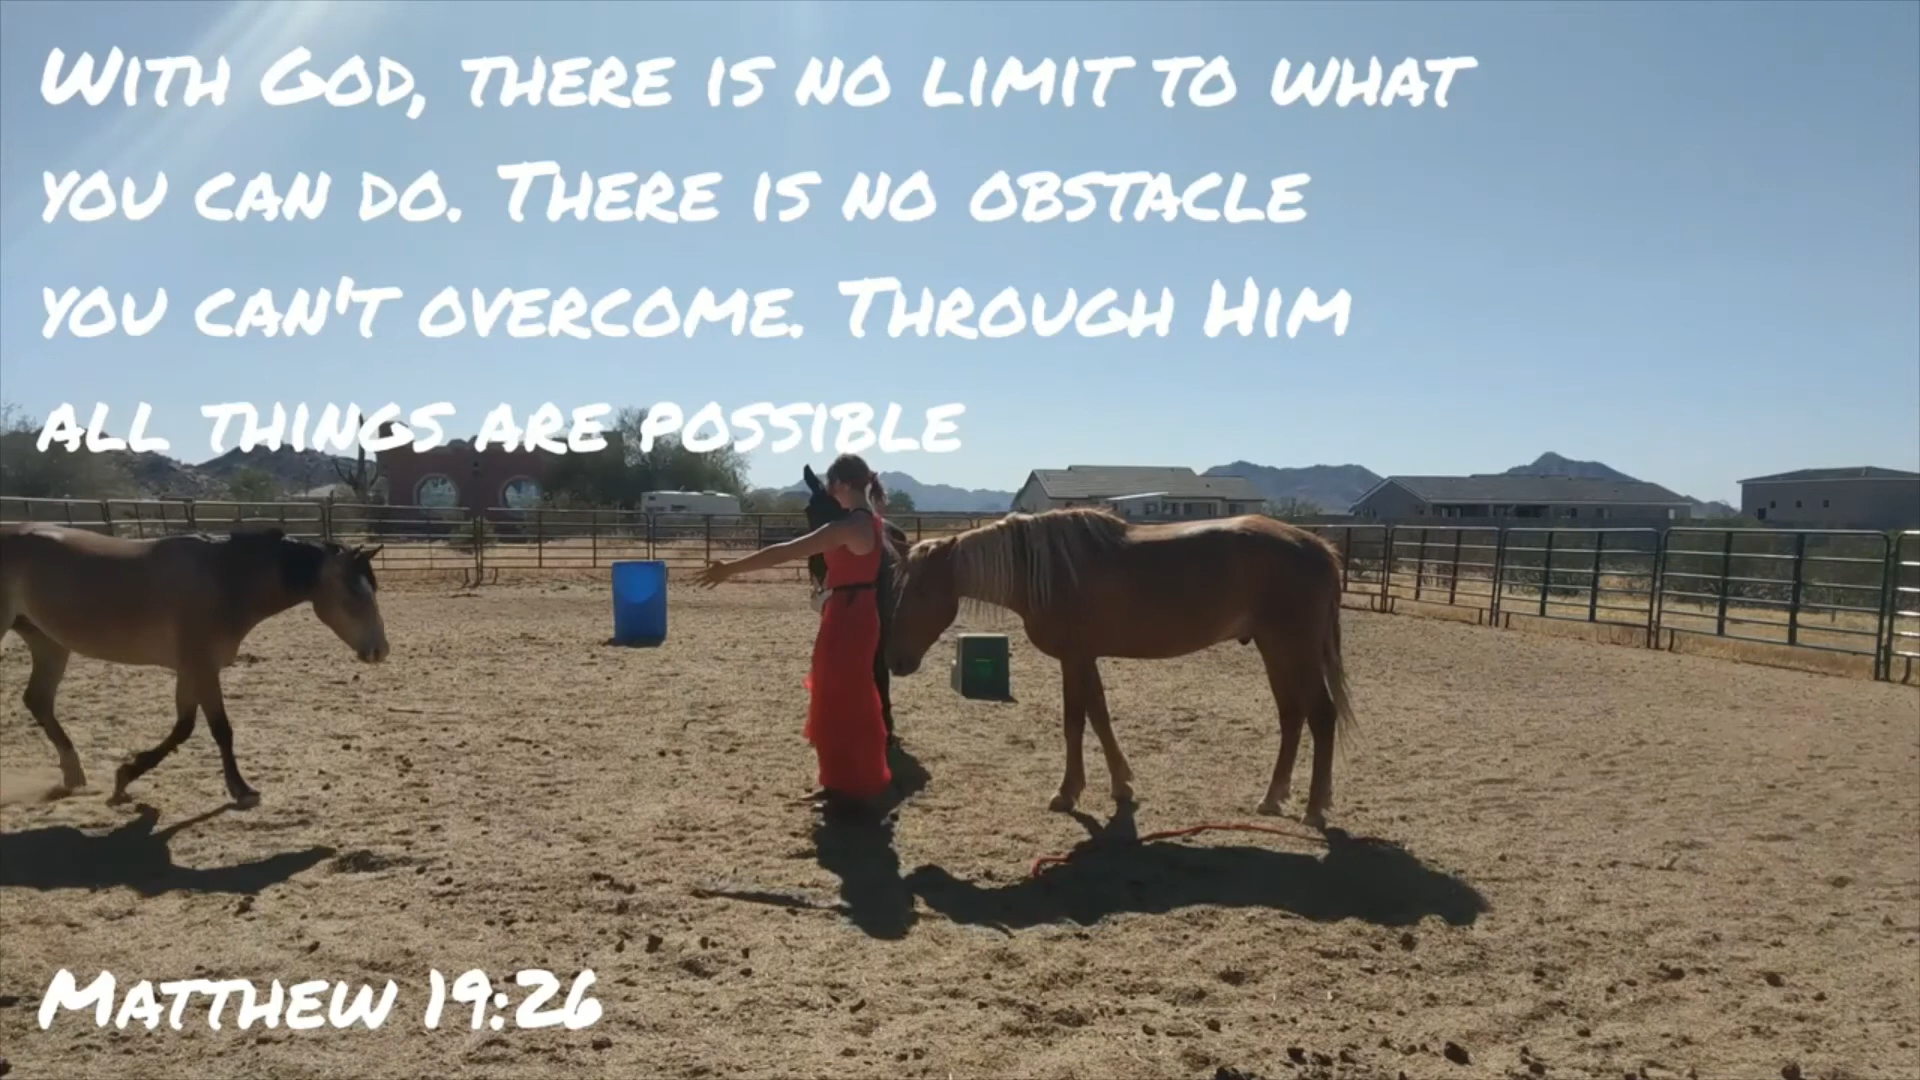 With God, there is no limit to what
you can do. There is no obstacle
you can't overcome. Through Him
all things are possible
Matthew 19:26